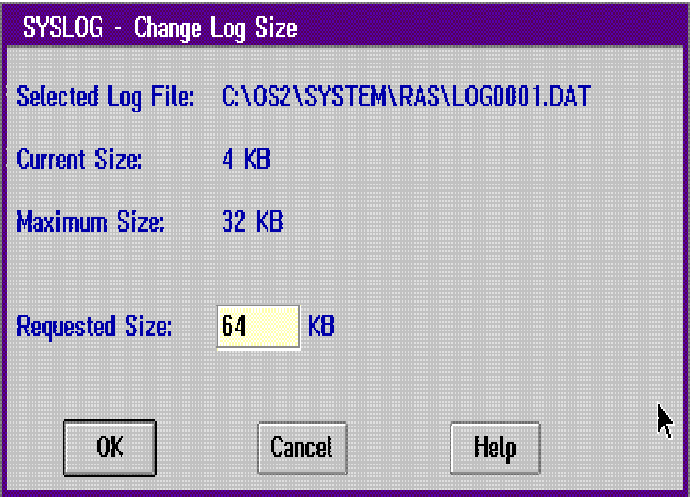 SYSLOG - Change Log Size
Selected Log File: C:\OS2\SYSTEM\RAS\LOG0001.DAT
Current Size: 4 KB
Maximum Size: 32 KB
Requested Size: 64 KB
OK Cancel Help